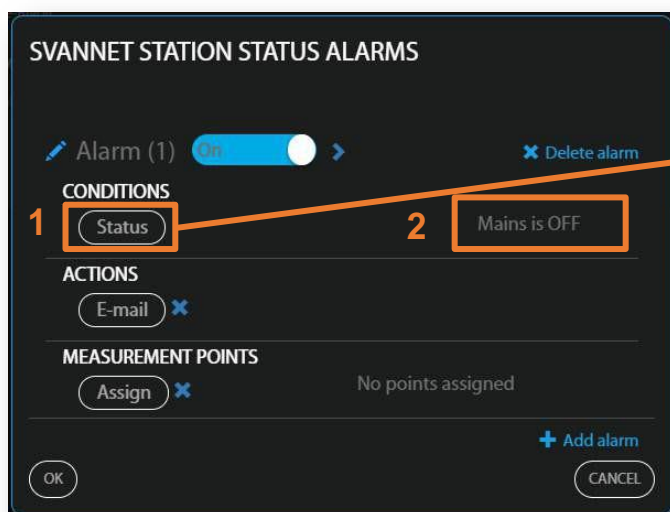 SVANNET STATION STATUS ALARMS
Alarm (1) On Delete alarm
CONDITIONS
1 Status 2 Mains is OFF
ACTIONS
E-mail
MEASUREMENT POINTS
Assign No points assigned
Add alarm
OK CANCEL